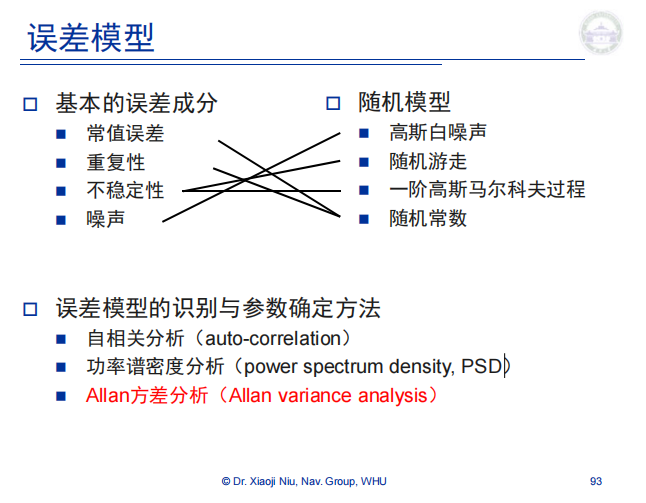 误差模型
基本的误差成分
常值误差
重复性
不稳定性
噪声
随机模型
高斯白噪声
随机游走
一阶高斯马尔科夫过程
随机常数
误差模型的识别与参数确定方法
自相关分析（auto-correlation）
功率谱密度分析（power spectrum density, PSD）
Allan方差分析（Allan variance analysis）
© Dr. Xiaoji Niu, Nav. Group, WHU
93